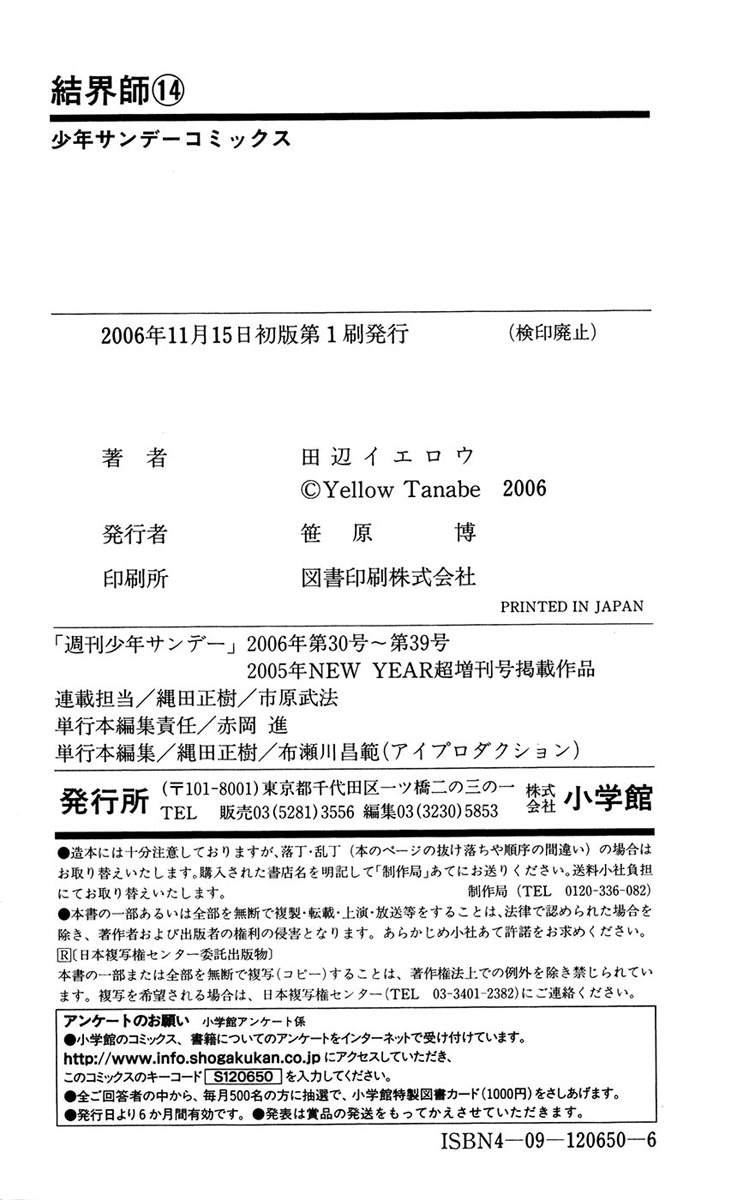 結界師⑭
少年サンデーコミックス
2006年11月15日初版第1刷発行 (検印廃止)
著者 田辺イエロウ
©Yellow Tanabe 2006
発行者 笹原 博
印刷所 図書印刷株式会社
PRINTED IN JAPAN
「週刊少年サンデー」2006年第30号～第39号
2005年NEW YEAR超増刊号掲載作品
連載担当／縄田正樹／市原武法
単行本編集責任／赤岡 進
単行本編集／縄田正樹／布瀬川昌範(アイプロダクション)
発行所 (〒101-8001)東京都千代田区一ツ橋二の三の一 株式会社 小学館
TEL 販売03(5281)3556 編集03(3230)5853
●造本には十分注意しておりますが、落丁・乱丁（本のページの抜け落ちや順序の間違い）の場合は
お取り替えいたします。購入された書店名を明記して「制作局」あてにお送りください。送料小社負担
にてお取り替えいたします。 制作局（TEL 0120-336-082）
●本書の一部あるいは全部を無断で複製・転載・上演・放送等をすることは、法律で認められた場合を
除き、著作者および出版者の権利の侵害となります。あらかじめ小社あて許諾をお求めください。
R〔日本複写権センター委託出版物〕
本書の一部または全部を無断で複写(コピー)することは、著作権法上での例外を除き禁じられてい
ます。複写を希望される場合は、日本複写権センター(TEL 03-3401-2382)にご連絡ください。
アンケートのお願い 小学館アンケート係
●小学館のコミックス、書籍についてのアンケートをインターネットで受け付けています。
http://www.info.shogakukan.co.jp にアクセスしていただき、
このコミックスのキーコード S120650 を入力してください。
●全ご回答者の中から、毎月500名の方に抽選で、小学館特製図書カード(1000円)をさしあげます。
●発行日より6か月間有効です。●発表は賞品の発送をもってかえさせていただきます。
ISBN4―09―120650―6